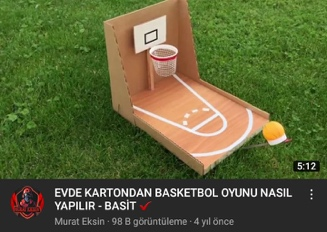 5:12
EVDE KARTONDAN BASKETBOL OYUNU NASIL
YAPILIR - BASİT
Murat Eksin · 98 B görüntüleme · 4 yıl önce